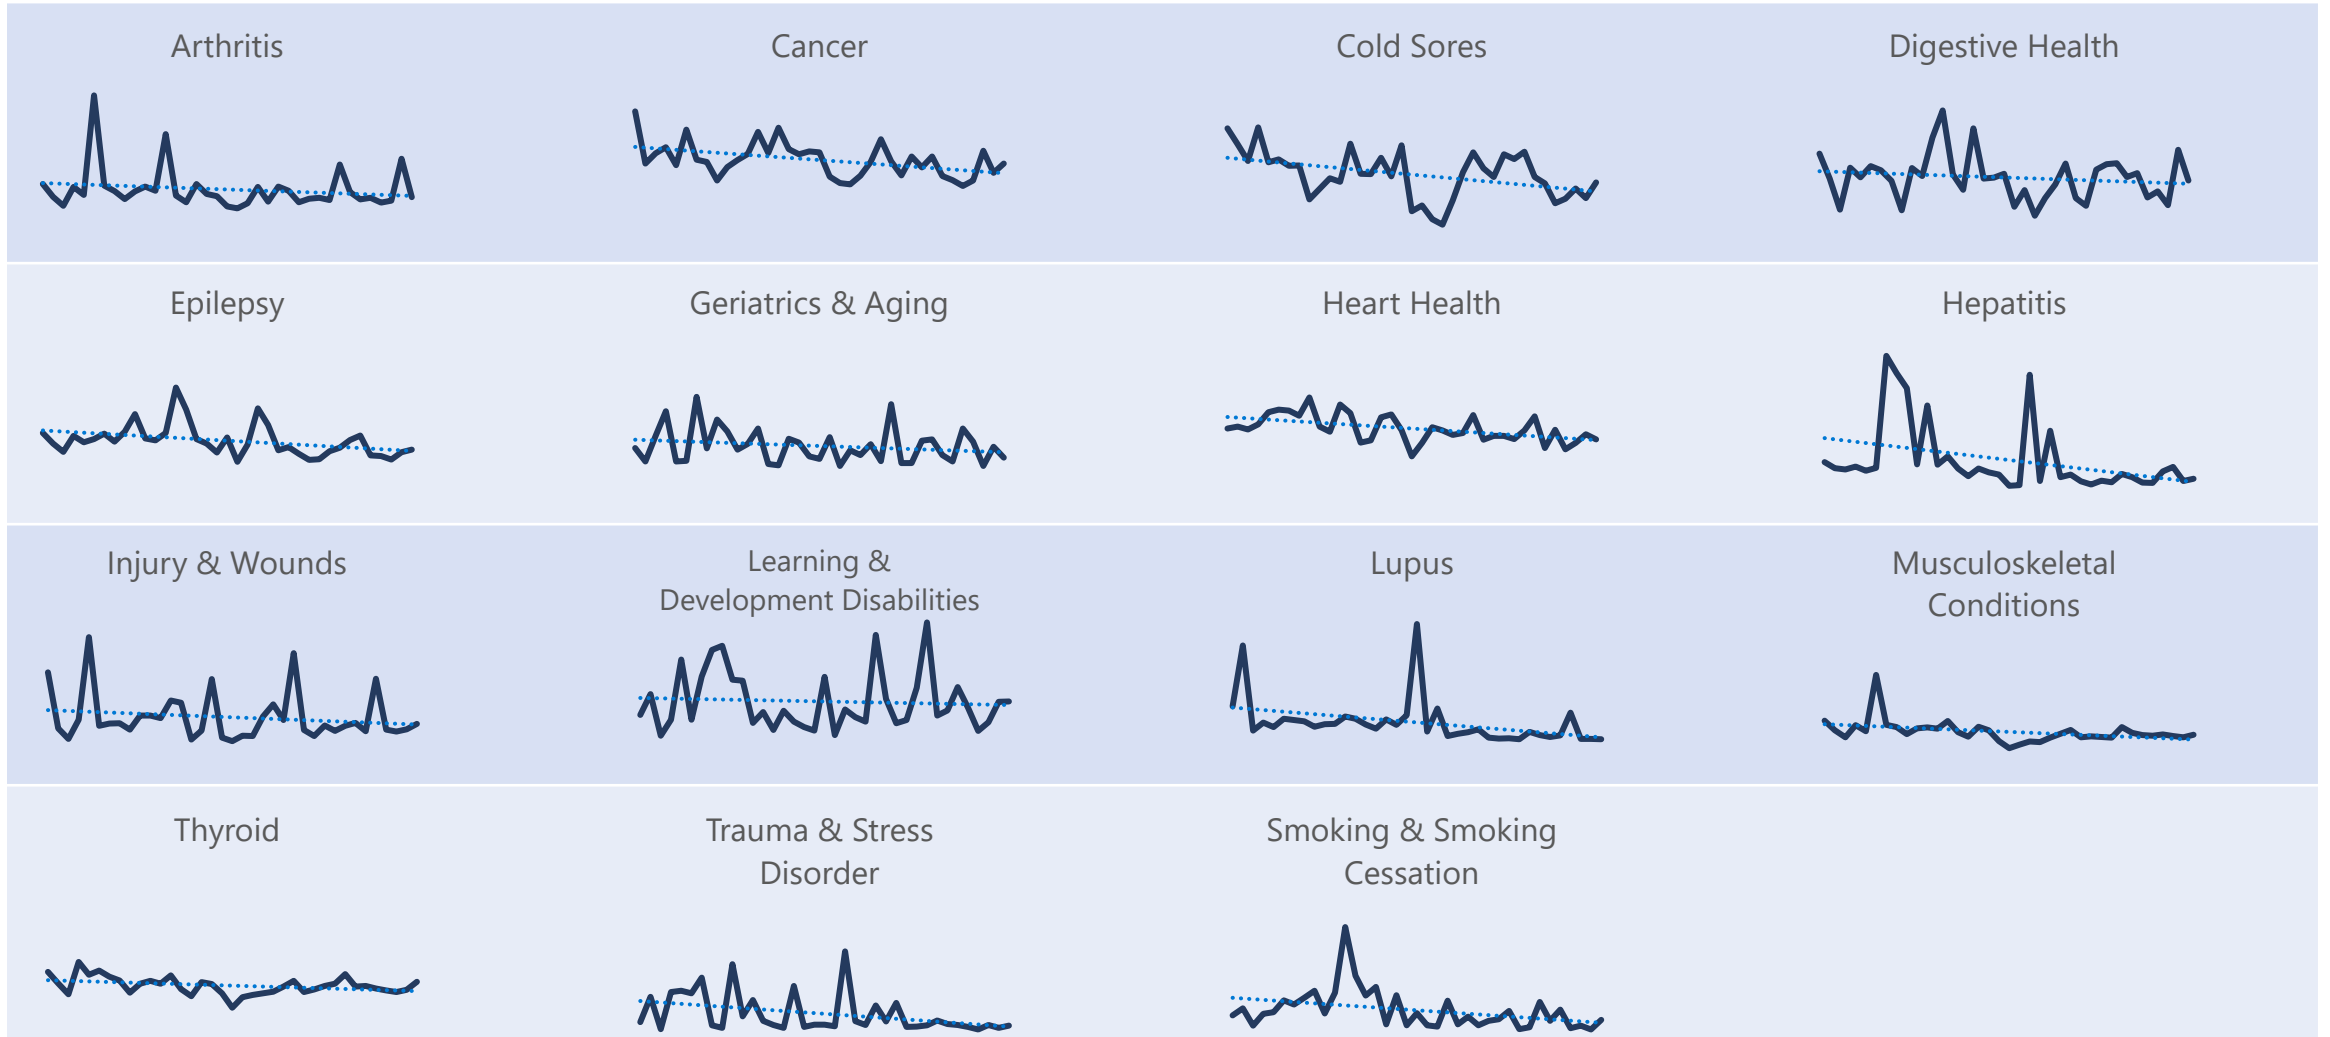 Arthritis
Cancer
Cold Sores
Digestive Health
Epilepsy
Geriatrics & Aging
Heart Health
Hepatitis
Injury & Wounds
Learning &
Development Disabilities
Lupus
Musculoskeletal
Conditions
Thyroid
Trauma & Stress
Disorder
Smoking & Smoking
Cessation